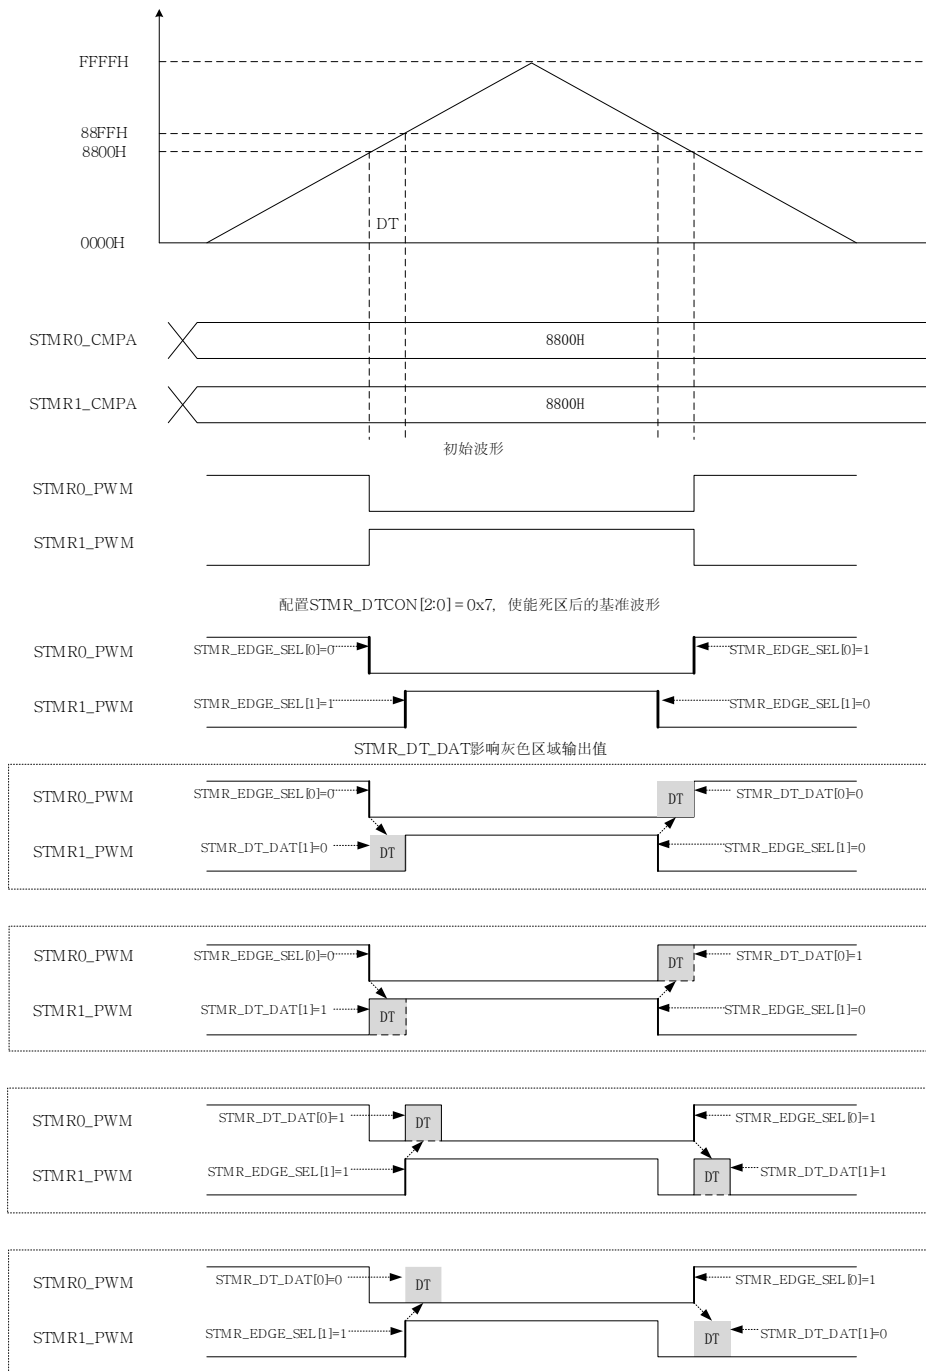 FFFFH
88FFH
8800H
DT
0000H
STMR0_CMPA 8800H
STMR1_CMPA 8800H
初始波形
STMR0_PWM
STMR1_PWM
配置STMR_DTCON[2:0] = 0x7，使能死区后的基准波形
STMR0_PWM STMR_EDGE_SEL[0]=0 STMR_EDGE_SEL[0]=1
STMR1_PWM STMR_EDGE_SEL[1]=1 STMR_EDGE_SEL[1]=0
STMR_DT_DAT影响灰色区域输出值
STMR0_PWM STMR_EDGE_SEL[0]=0 DT STMR_DT_DAT[0]=0
STMR1_PWM STMR_DT_DAT[1]=0 DT STMR_EDGE_SEL[1]=0
STMR0_PWM STMR_EDGE_SEL[0]=0 DT STMR_DT_DAT[0]=1
STMR1_PWM STMR_DT_DAT[1]=1 DT STMR_EDGE_SEL[1]=0
STMR0_PWM STMR_DT_DAT[0]=1 DT STMR_EDGE_SEL[0]=1
STMR1_PWM STMR_EDGE_SEL[1]=1 DT STMR_DT_DAT[1]=1
STMR0_PWM STMR_DT_DAT[0]=0 DT STMR_EDGE_SEL[0]=1
STMR1_PWM STMR_EDGE_SEL[1]=1 DT STMR_DT_DAT[1]=0